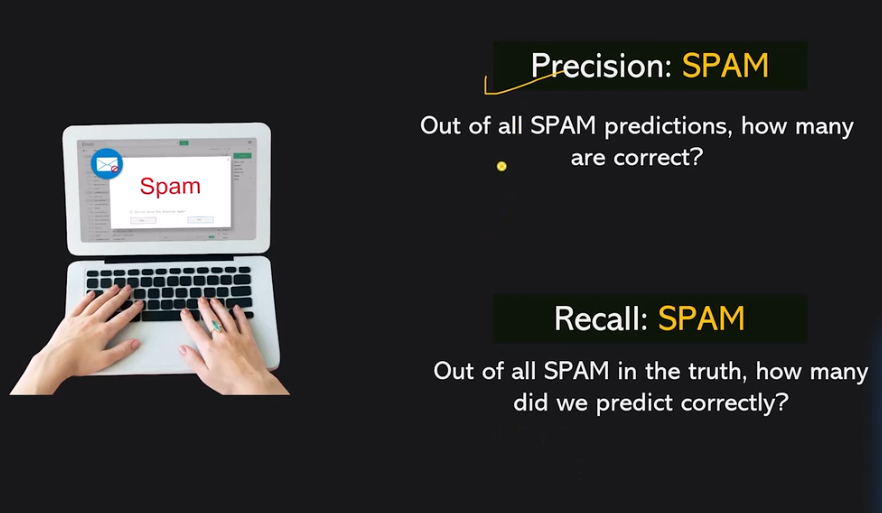 Precision: SPAM
Out of all SPAM predictions, how many
are correct?
Spam
Recall: SPAM
Out of all SPAM in the truth, how many
did we predict correctly?